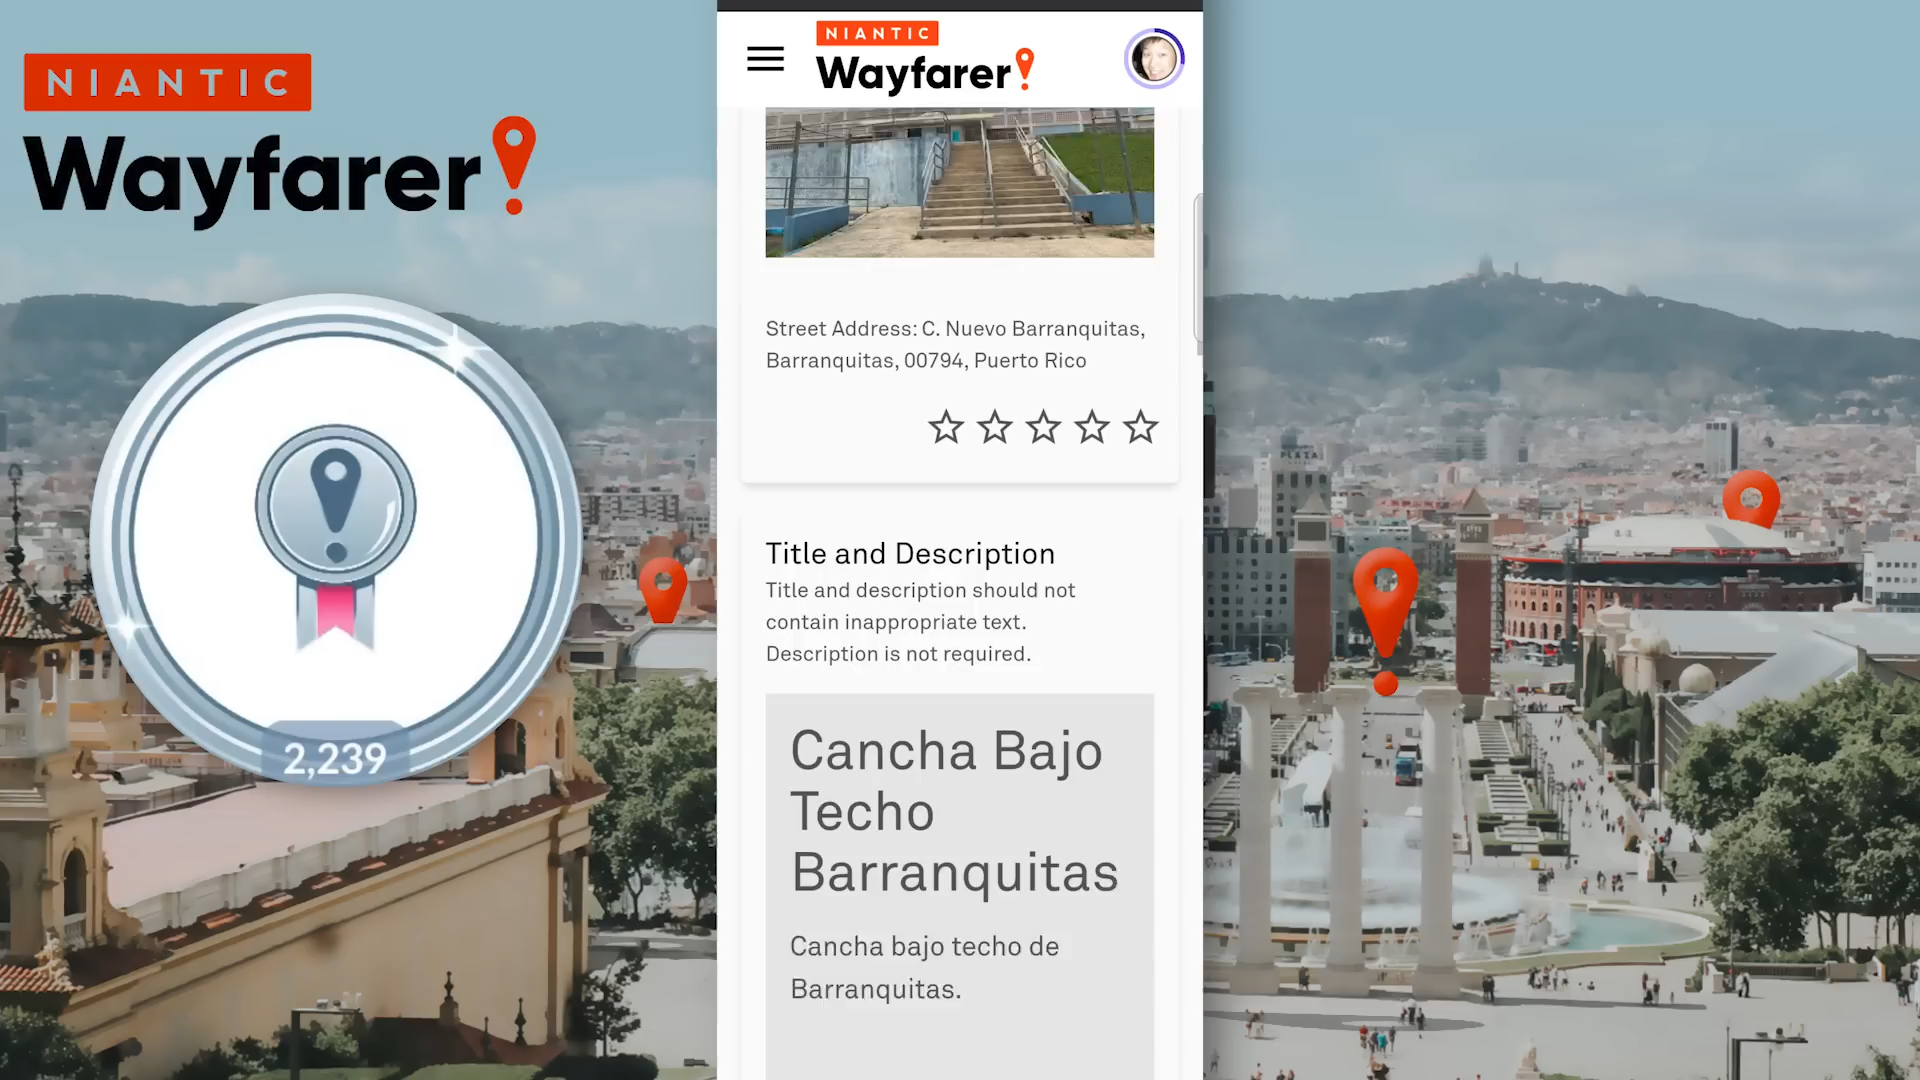 NIANTIC
Wayfarer
2,239
NIANTIC
Wayfarer
Street Address: C. Nuevo Barranquitas,
Barranquitas, 00794, Puerto Rico
Title and Description
Title and description should not
contain inappropriate text.
Description is not required.
Cancha Bajo
Techo
Barranquitas
Cancha bajo techo de
Barranquitas.
PLAZA